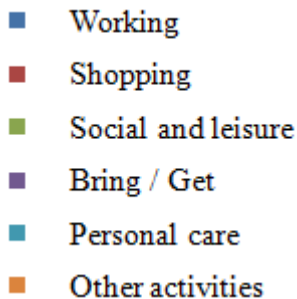 Working
Shopping
Social and leisure
Bring / Get
Personal care
Other activities